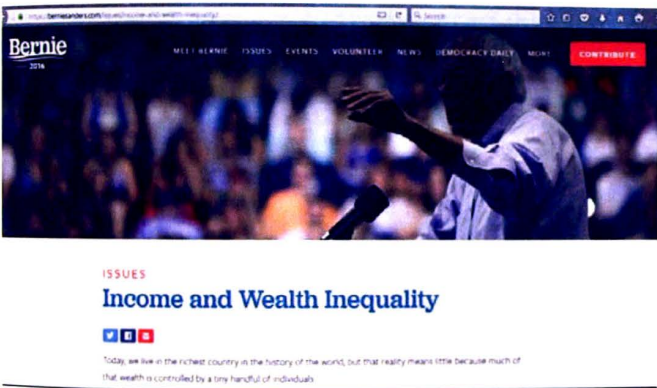 https://berniesanders.com/issues/income-and-wealth-inequality/
Search
Bernie
2016
MEET BERNIE ISSUES EVENTS VOLUNTEER NEWS DEMOCRACY DAILY MORE
CONTRIBUTE
ISSUES
Income and Wealth Inequality
Today, we live in the richest country in the history of the world, but that reality means little because much of
that wealth is controlled by a tiny handful of individuals.